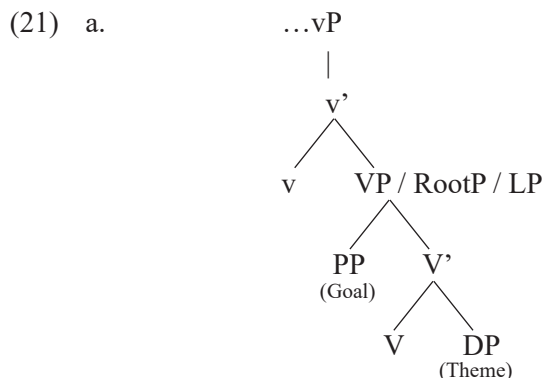 (21) a. …vP
v’
v VP / RootP / LP
PP V’
(Goal)
V DP
(Theme)